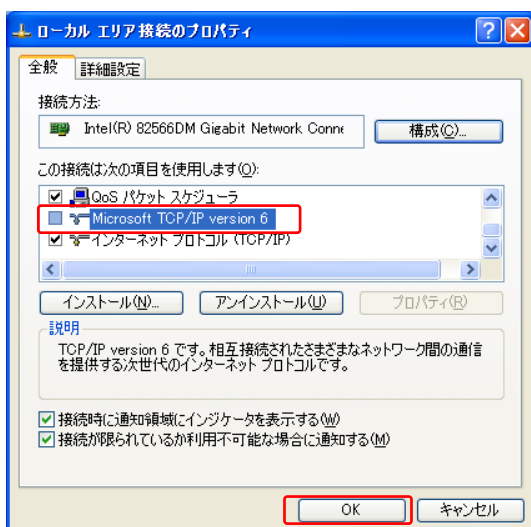 ローカル エリア接続のプロパティ
全般 詳細設定
接続方法:
Intel(R) 82566DM Gigabit Network Conne
構成(C)...
この接続は次の項目を使用します(O):
QoS パケット スケジューラ
Microsoft TCP/IP version 6
インターネット プロトコル (TCP/IP)
インストール(N)... アンインストール(U) プロパティ(R)
説明
TCP/IP version 6 です。相互接続されたさまざまなネットワーク間の通信
を提供する次世代のインターネット プロトコルです。
接続時に通知領域にインジケータを表示する(W)
接続が限られているか利用不可能な場合に通知する(M)
OK キャンセル